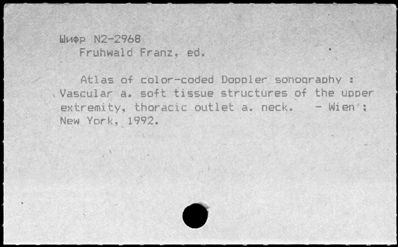 Шифр N2-2968
Fruhwald Franz, ed.
Atlas of color-coded Doppler sonography :
Vascular a. soft tissue structures of the upper
extremity, thoracic outlet a. neck. - Wien ;
New York, 1992.